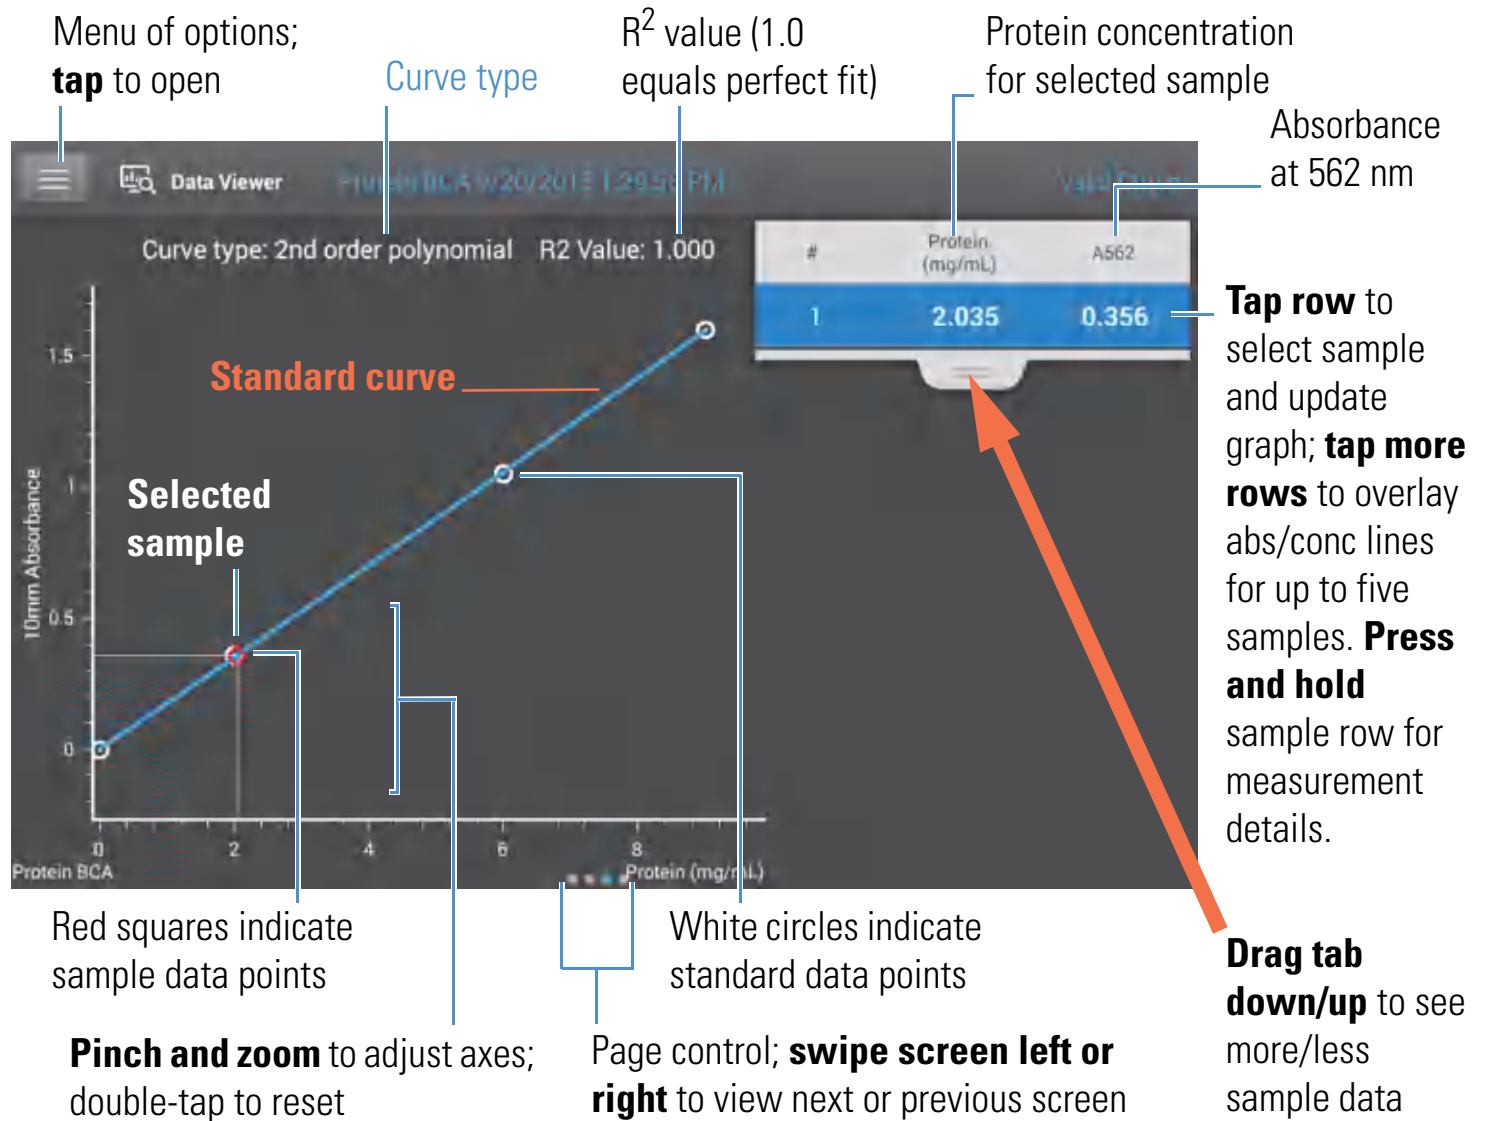 Menu of options;
tap to open
Curve type
R2 value (1.0
equals perfect fit)
Protein concentration
for selected sample
Absorbance
at 562 nm
Data Viewer
Protein BCA
PM
Curve type: 2nd order polynomial R2 Value: 1.000
# Protein (mg/mL) A562
1 2.035 0.356
Standard curve
Selected
sample
10mm Absorbance
1.5
1
0.5
0
0 2 4 6 8
Protein BCA
Protein (mg/mL)
Tap row to
select sample
and update
graph; tap more
rows to overlay
abs/conc lines
for up to five
samples. Press
and hold
sample row for
measurement
details.
Red squares indicate
sample data points
White circles indicate
standard data points
Drag tab
down/up to see
more/less
sample data
Pinch and zoom to adjust axes;
double-tap to reset
Page control; swipe screen left or
right to view next or previous screen